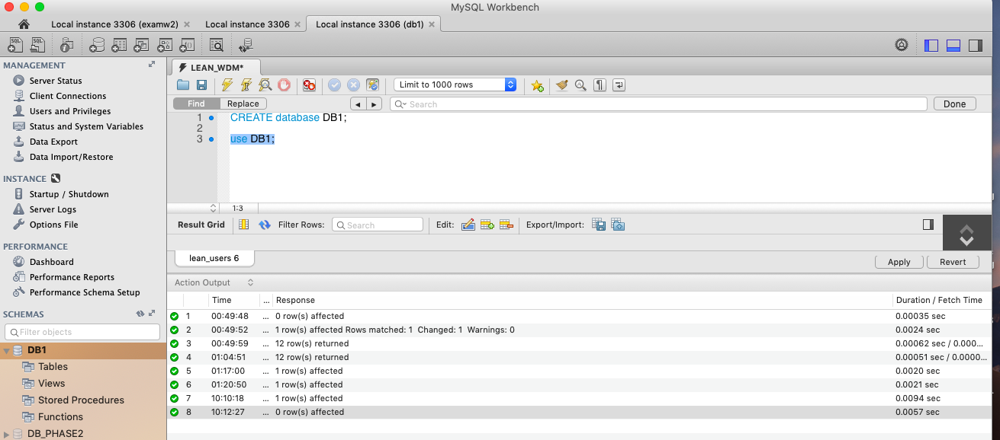 MySQL Workbench
Local instance 3306 (examw2) Local instance 3306 Local instance 3306 (db1)
MANAGEMENT
Server Status
Client Connections
Users and Privileges
Status and System Variables
Data Export
Data Import/Restore
INSTANCE
Startup / Shutdown
Server Logs
Options File
PERFORMANCE
Dashboard
Performance Reports
Performance Schema Setup
SCHEMAS
Filter objects
DB1
Tables
Views
Stored Procedures
Functions
DB_PHASE2
LEAN_WDM*
Limit to 1000 rows
Find Replace Search Done
1 CREATE database DB1;
2
3 use DB1;
1:3
Result Grid Filter Rows: Search Edit: Export/Import:
lean_users 6 Apply Revert
Action Output
Time ... Response Duration / Fetch Time
1 00:49:48 ... 0 row(s) affected 0.00035 sec
2 00:49:52 ... 1 row(s) affected Rows matched: 1 Changed: 1 Warnings: 0 0.0024 sec
3 00:49:59 ... 12 row(s) returned 0.00062 sec / 0.000...
4 01:04:51 ... 12 row(s) returned 0.00051 sec / 0.0000...
5 01:17:00 ... 1 row(s) affected 0.0020 sec
6 01:20:50 ... 1 row(s) affected 0.0021 sec
7 10:10:18 ... 1 row(s) affected 0.0094 sec
8 10:12:27 ... 0 row(s) affected 0.0057 sec